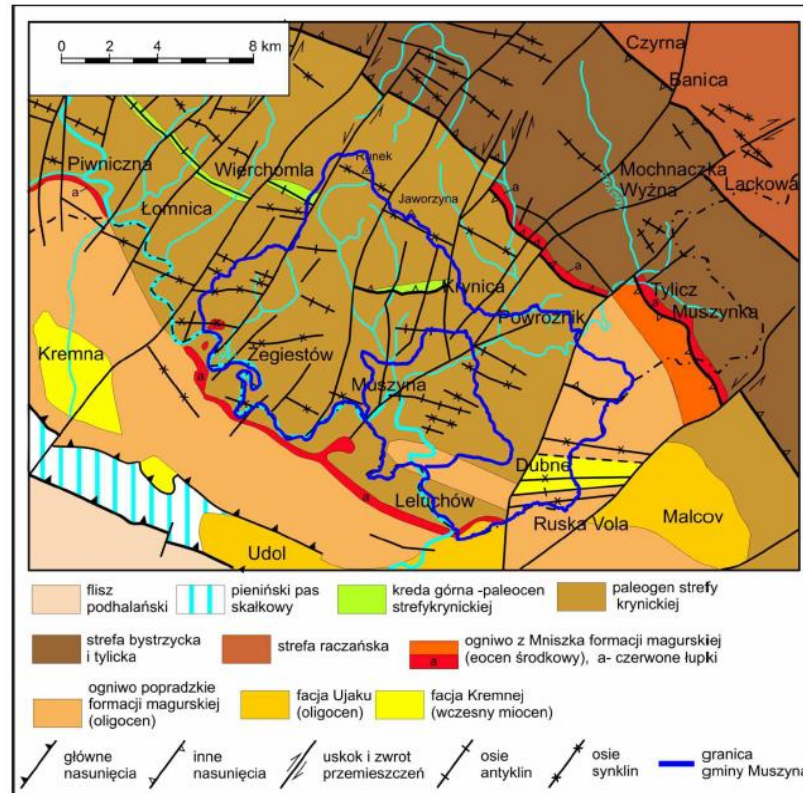 0 4 8 km
Czyrna
Banica
Piwniczna
Wierchomla
Runek
Mochnaczka
Wyżna
Lackowa
a
a
Łomnica
Jaworzyna
a
Krynica
Tylicz
a
Muszynka
Powroźnik
Kremna
Żegiestów
a
Muszyna
Dubne
Leluchów
a
Ruska Vola
Malcov
Udol
flisz
podhalański
pieniński pas
skałkowy
kreda górna -paleocen
strefykrynickiej
paleogen strefy
krynickiej
strefa bystrzycka
i tylicka
strefa raczańska
a
ogniwo z Mniszka formacji magurskiej
(eocen środkowy), a- czerwone łupki
ogniwo popradzkie
formacji magurskiej
(oligocen)
facja Ujaku
(oligocen)
facja Kremnej
(wczesny miocen)
główne
nasunięcia
inne
nasunięcia
uskok i zwrot
przemieszczeń
osie
antyklin
osie
synklin
granica
gminy Muszyna